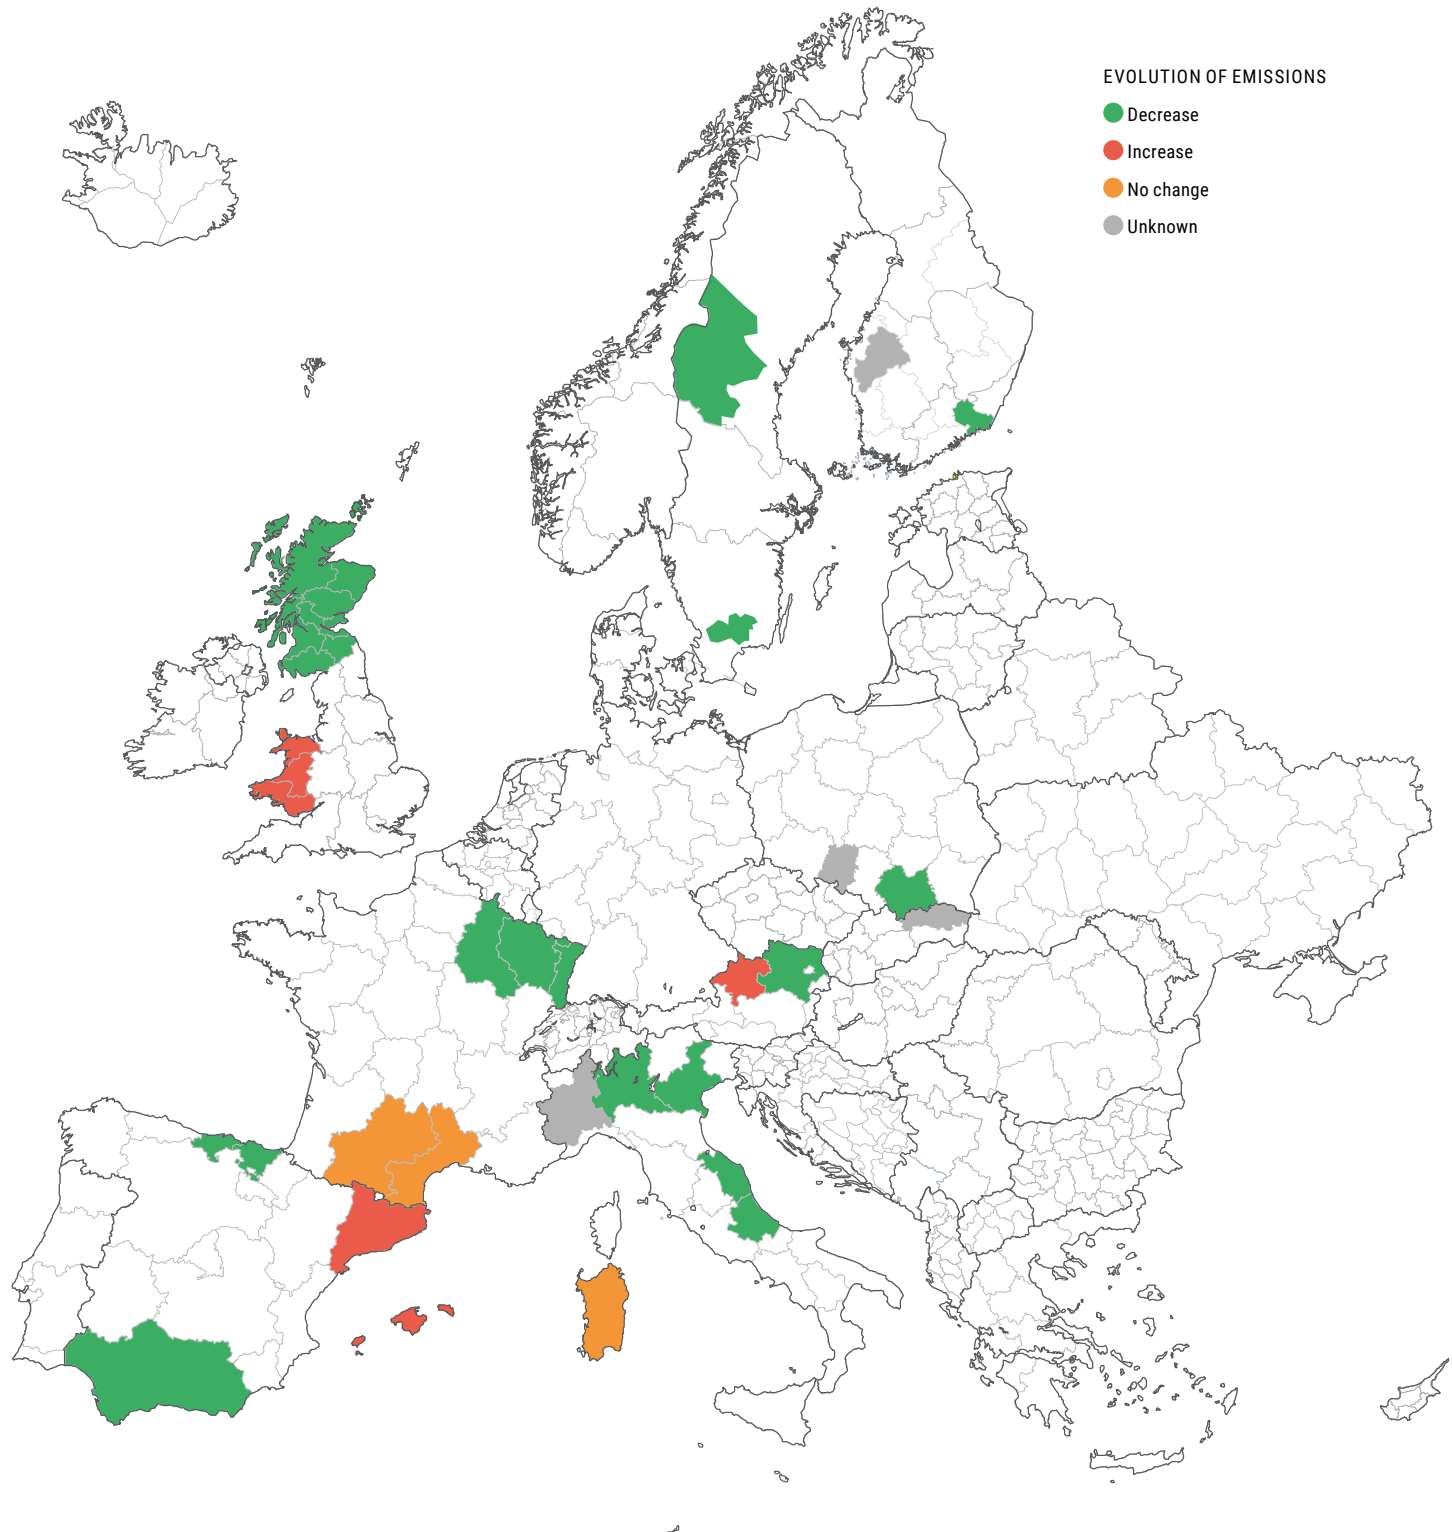 EVOLUTION OF EMISSIONS
Decrease
Increase
No change
Unknown